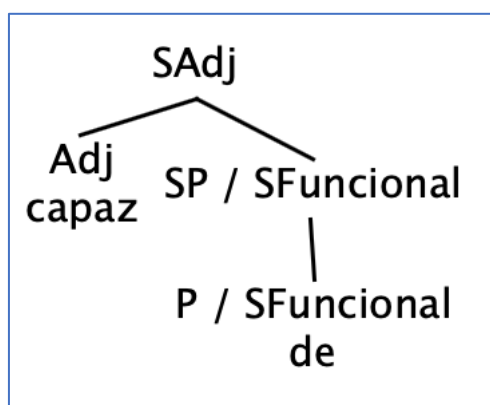 SAdj
Adj
capaz
SP / SFuncional
P / SFuncional
de